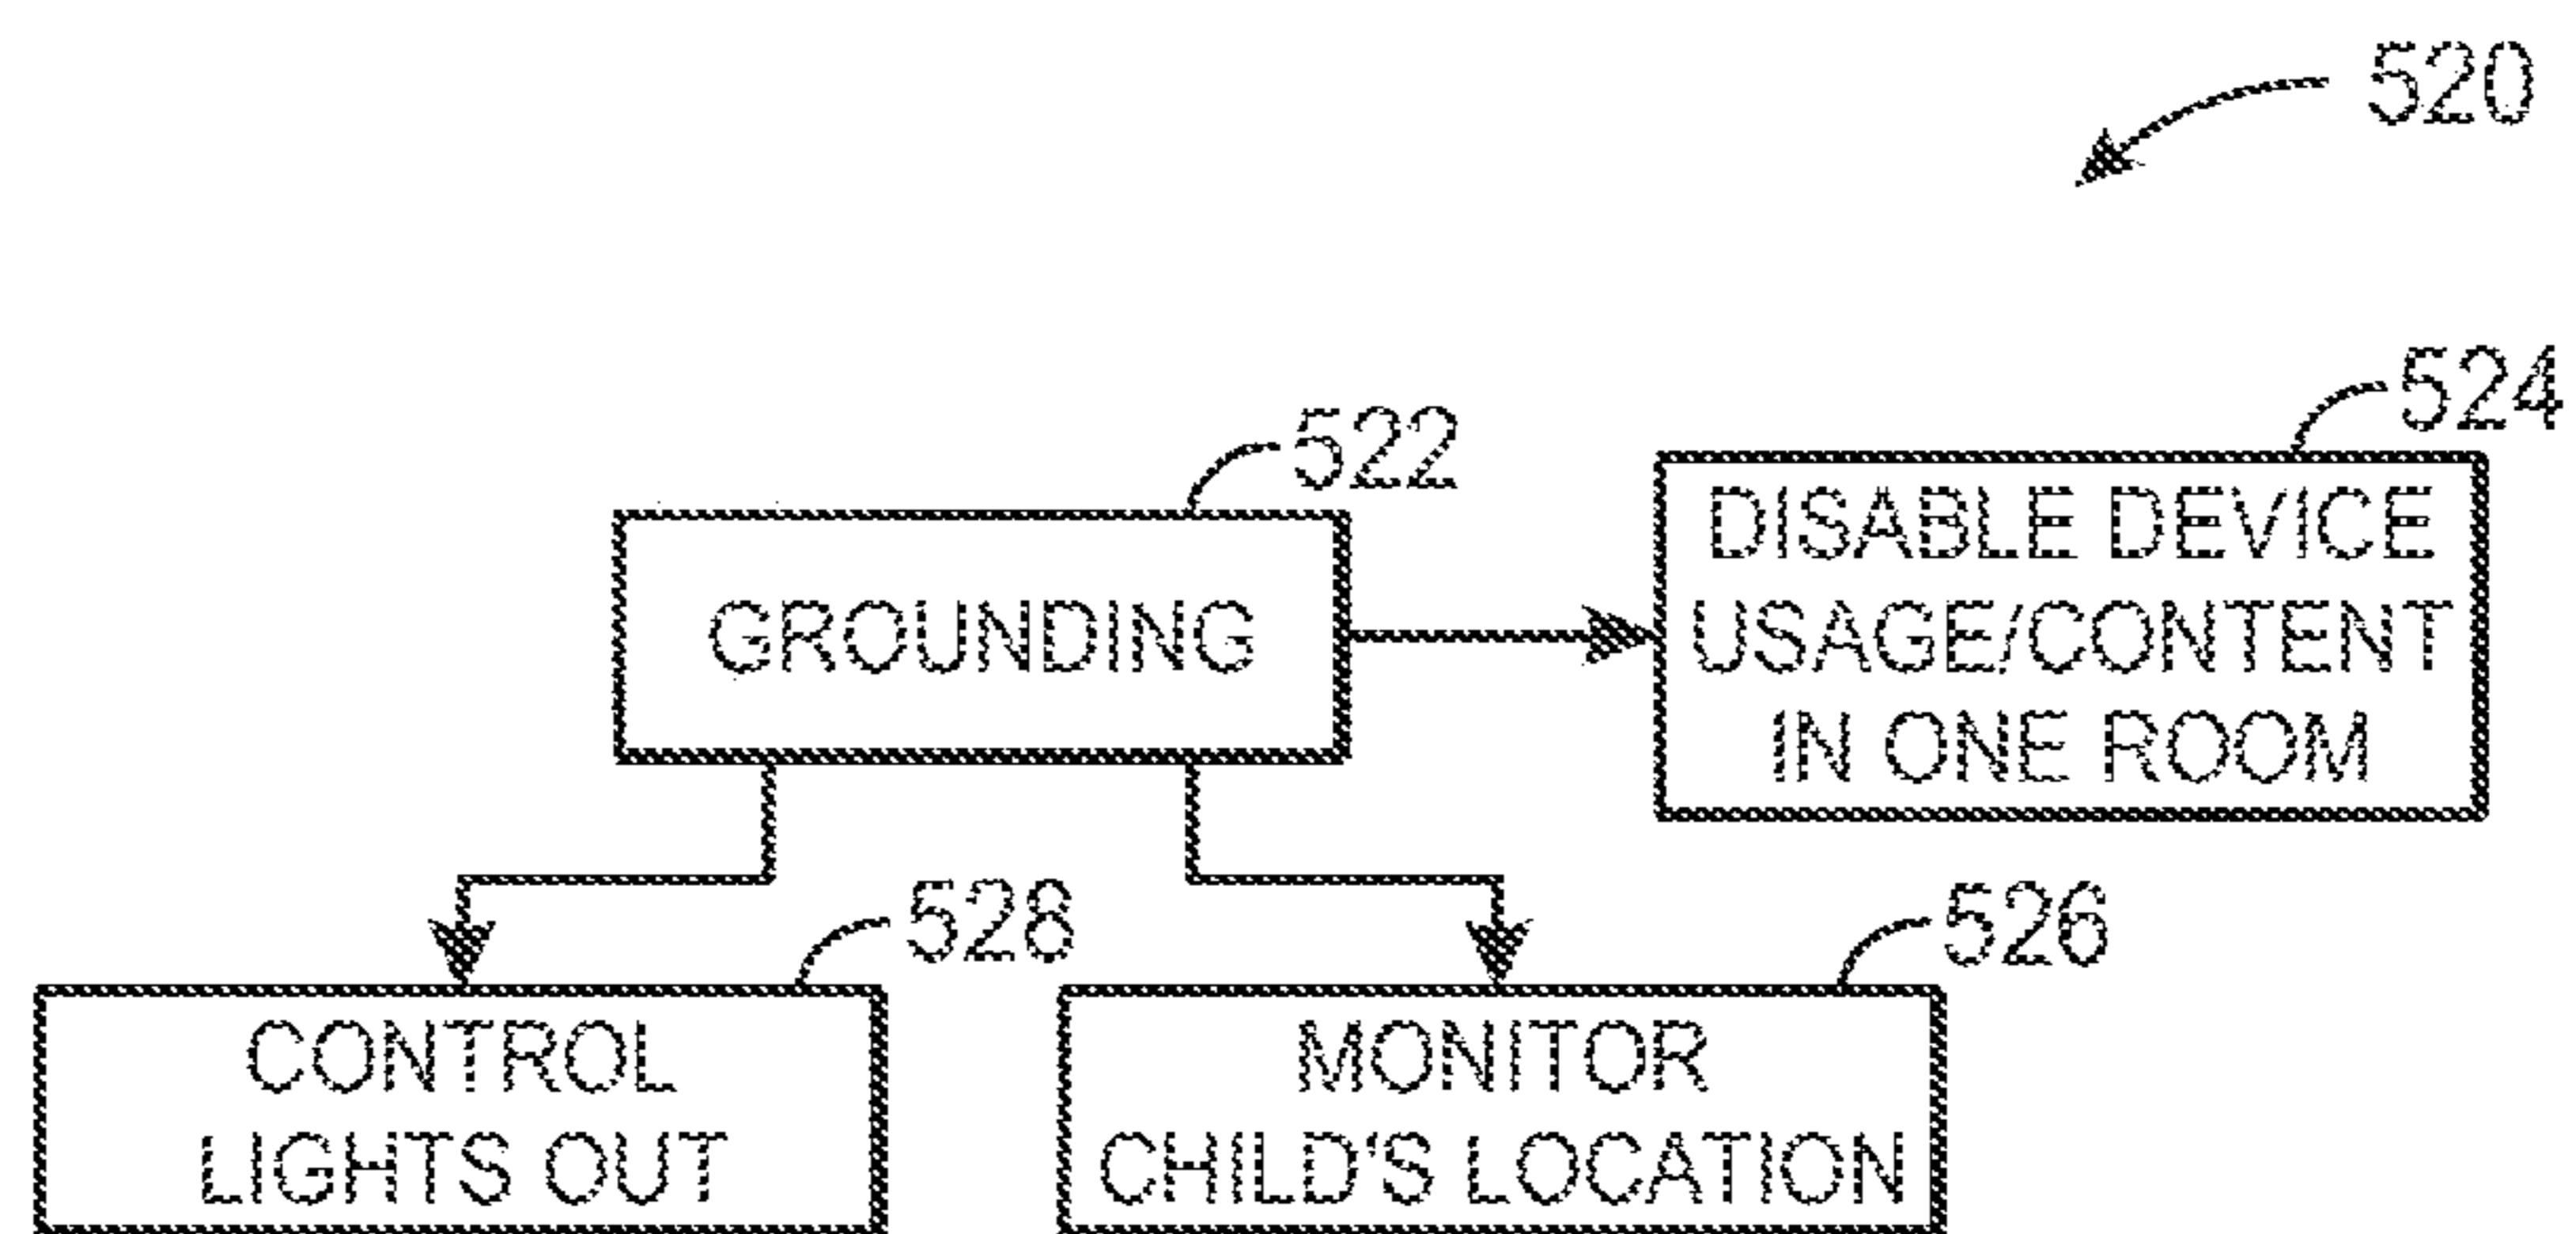 520
524
522
DISABLE DEVICE
USAGE/CONTENT
IN ONE ROOM
GROUNDING
528
526
CONTROL
LIGHTS OUT
MONITOR
CHILD'S LOCATION